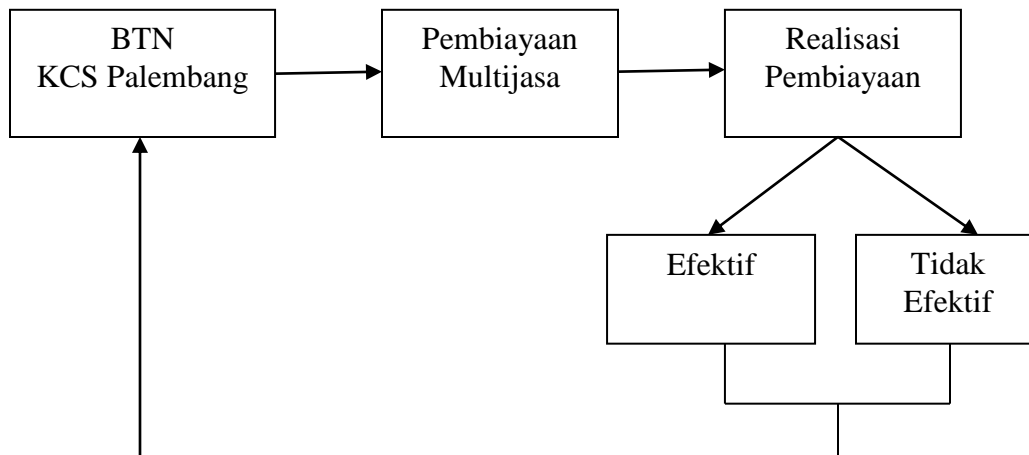 BTN
KCS Palembang
Pembiayaan
Multijasa
Realisasi
Pembiayaan
Efektif
Tidak
Efektif